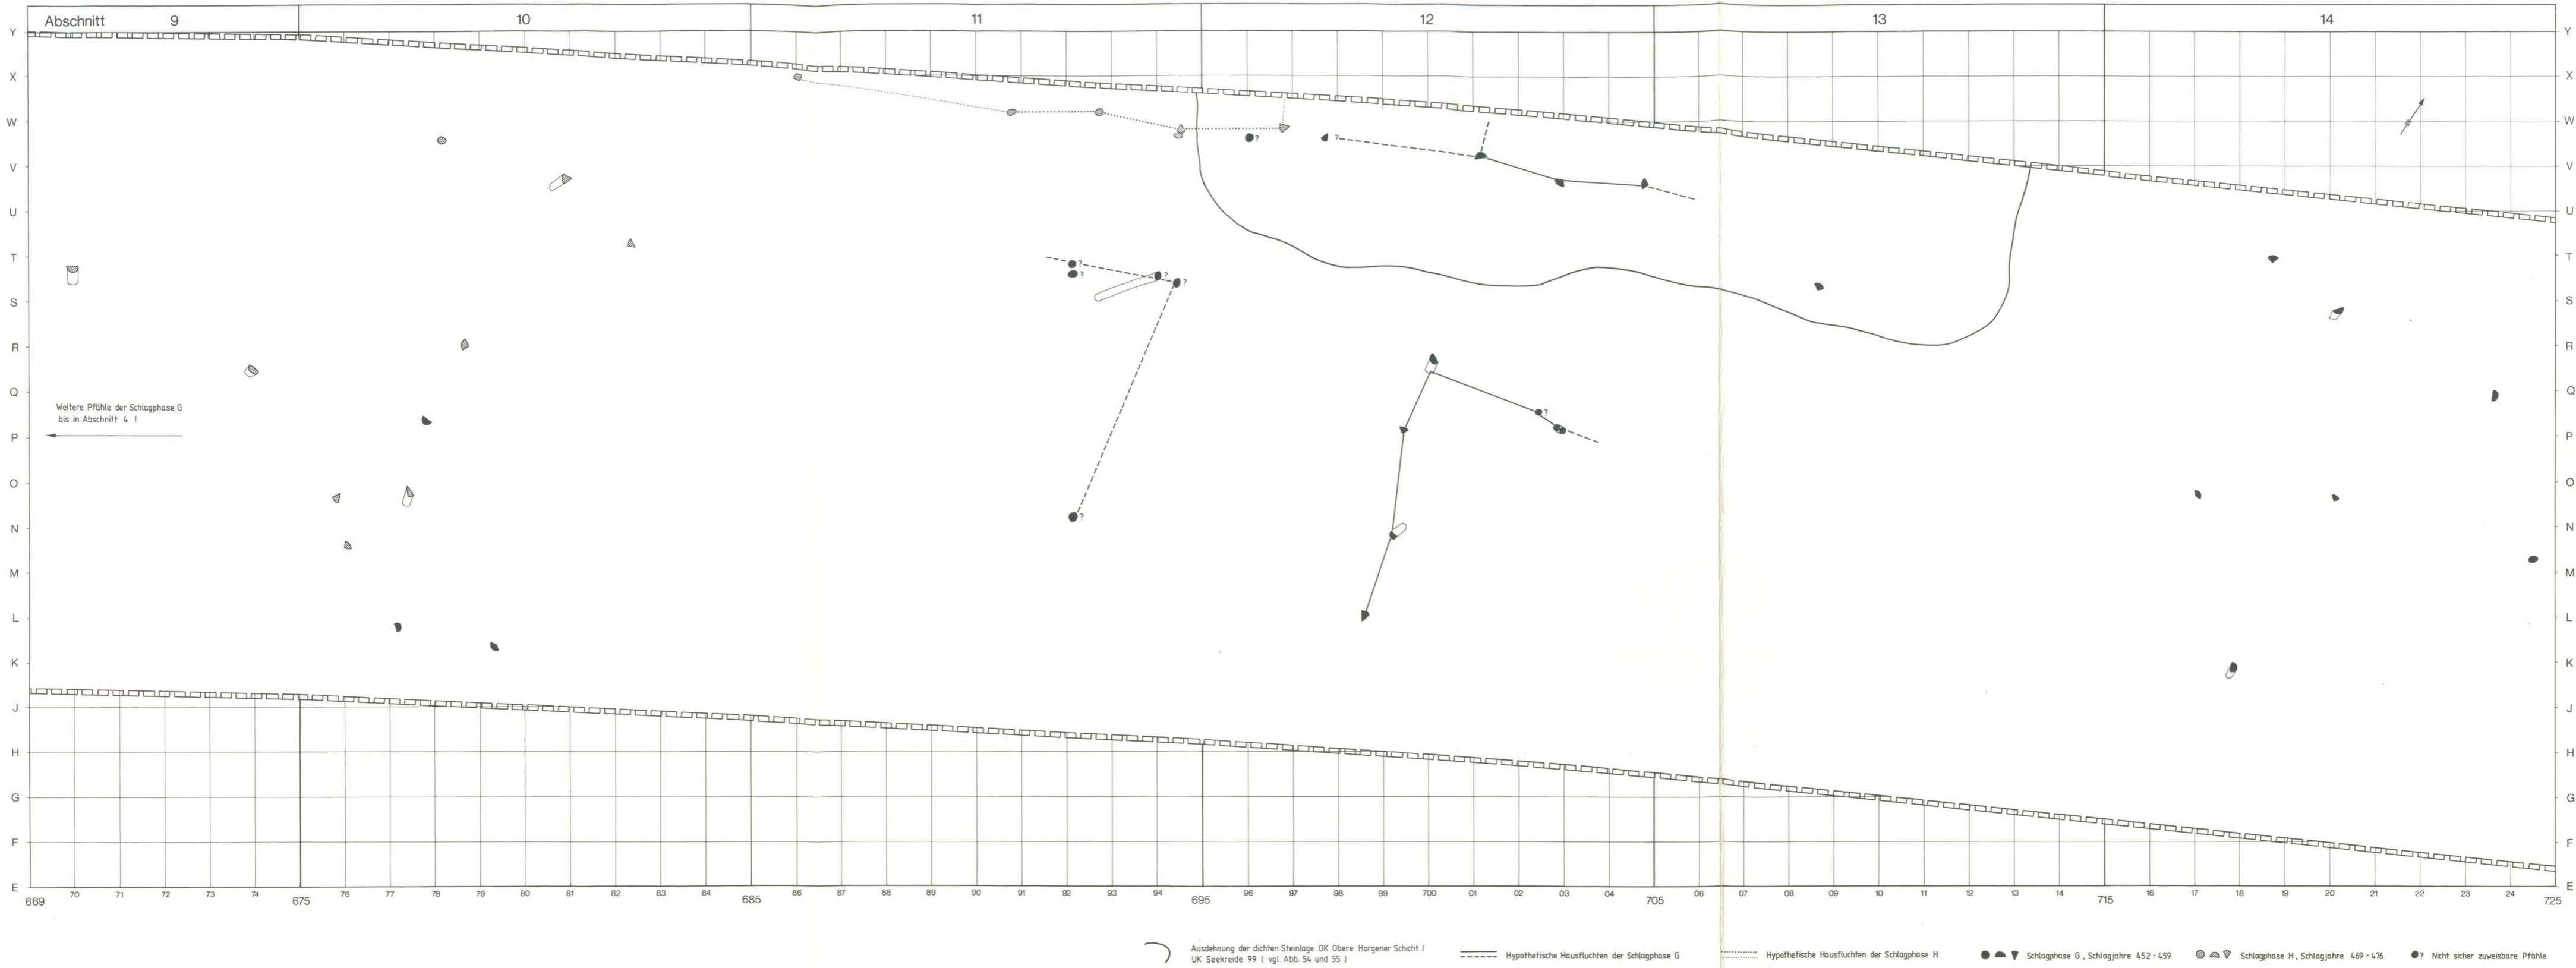 Abschnitt 9 10 11 12 13 14
Y Y
X X
W W
? ?
V V
U U
T T
? ?
? ?
S S
R R
Q Q
Weitere Pfähle der Schlagphase G
bis in Abschnitt 4 !
?
P P
O O
?
N N
M M
L L
K K
J J
H H
G G
F F
E E
70 71 72 73 74 76 77 78 79 80 81 82 83 84 86 87 88 89 90 91 92 93 94 96 97 98 99 700 01 02 03 04 06 07 08 09 10 11 12 13 14 16 17 18 19 20 21 22 23 24
669 675 685 695 705 715 725
Ausdehnung der dichten Steinlage OK Obere Horgener Schicht /
UK Seekreide 99 ( vgl. Abb. 54 und 55 )
Hypothetische Hausfluchten der Schlagphase G
Hypothetische Hausfluchten der Schlagphase H
Schlagphase G , Schlagjahre 452 - 459
Schlagphase H , Schlagjahre 469 - 476
? Nicht sicher zuweisbare Pfähle